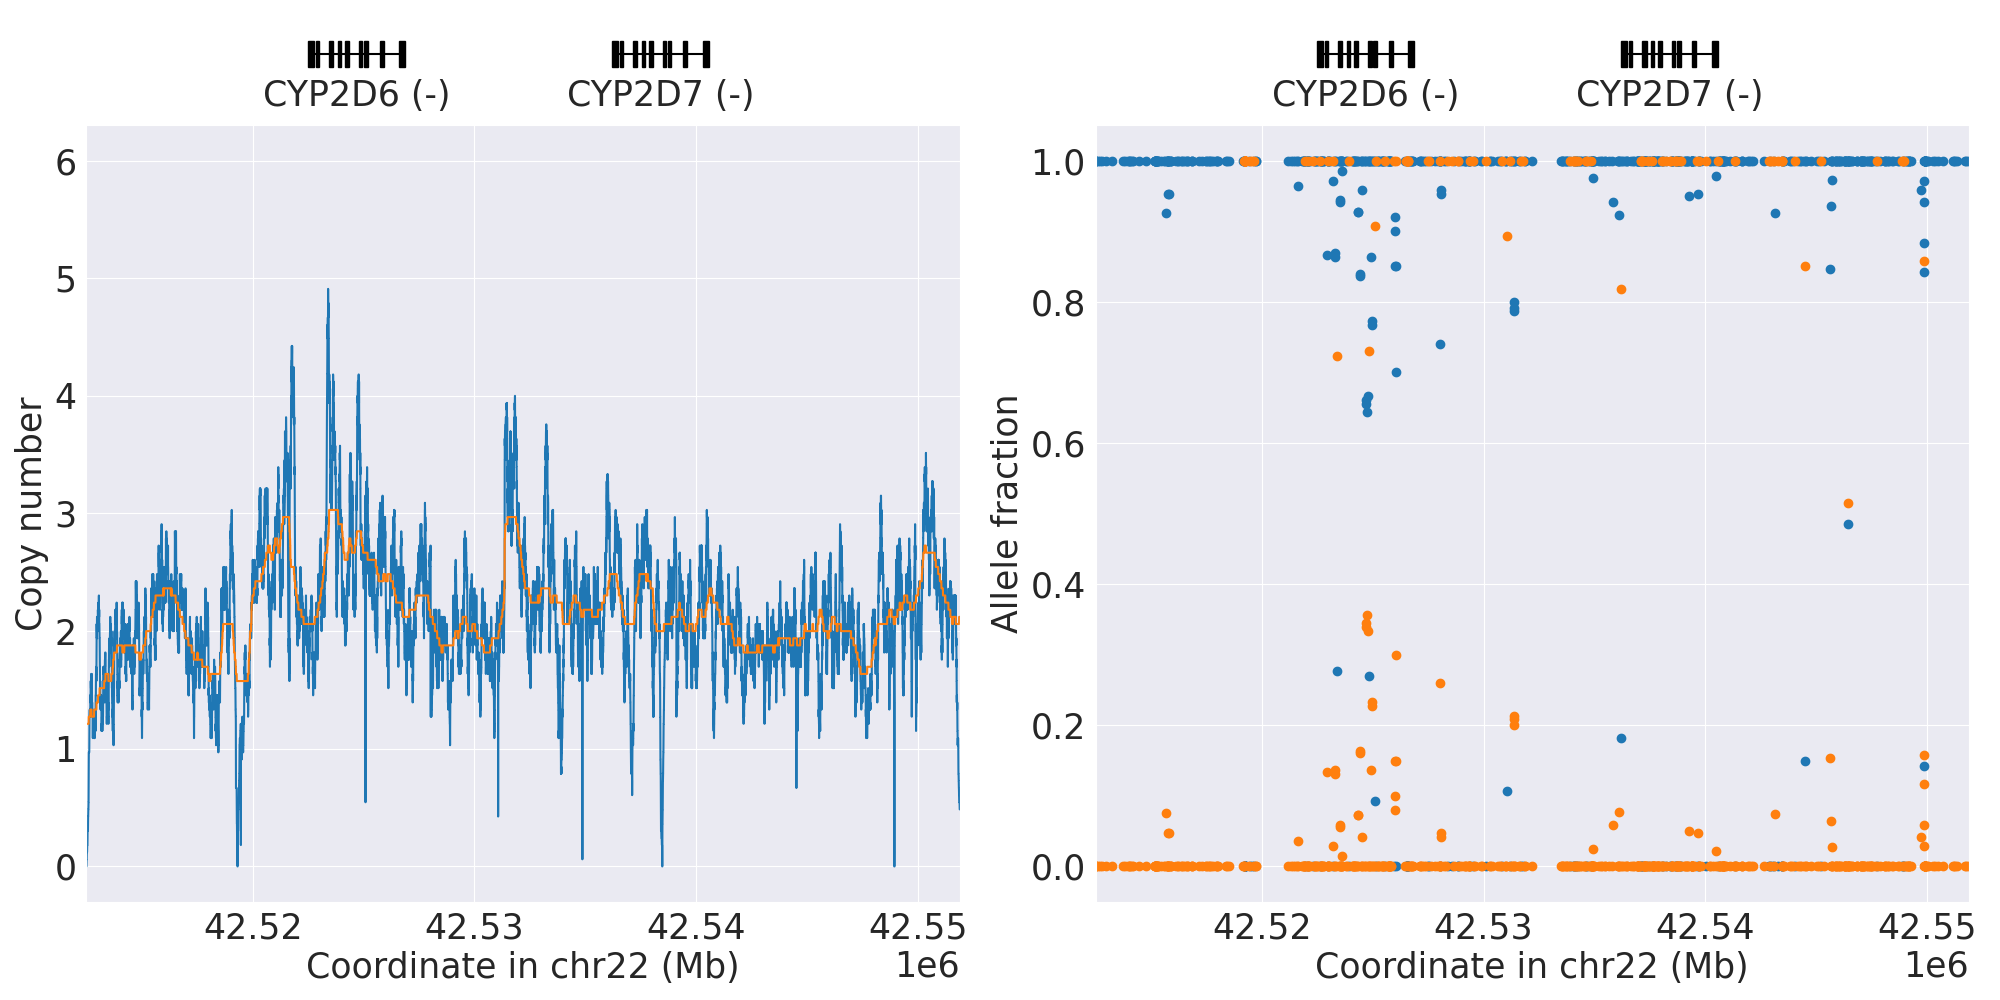 CYP2D6 (-)
CYP2D7 (-)
6
5
4
3
2
1
0
Copy number
42.52
42.53
42.54
42.55
Coordinate in chr22 (Mb)
1e6
CYP2D6 (-)
CYP2D7 (-)
1.0
0.8
0.6
0.4
0.2
0.0
Allele fraction
42.52
42.53
42.54
42.55
Coordinate in chr22 (Mb)
1e6